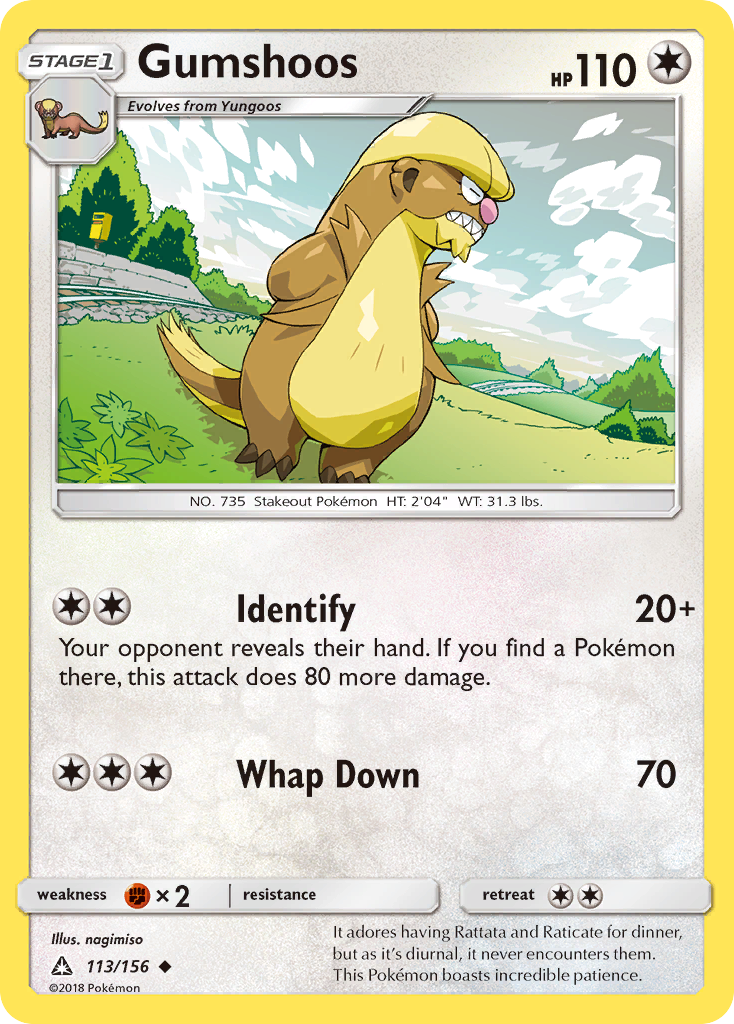 STAGE1
Gumshoos
HP110
Evolves from Yungoos
NO. 735 Stakeout Pokémon HT: 2'04" WT: 31.3 lbs.
Identify 20+
Your opponent reveals their hand. If you find a Pokémon
there, this attack does 80 more damage.
Whap Down 70
weakness ×2 resistance retreat
Illus. nagimiso
113/156
©2018 Pokémon
It adores having Rattata and Raticate for dinner,
but as it's diurnal, it never encounters them.
This Pokémon boasts incredible patience.